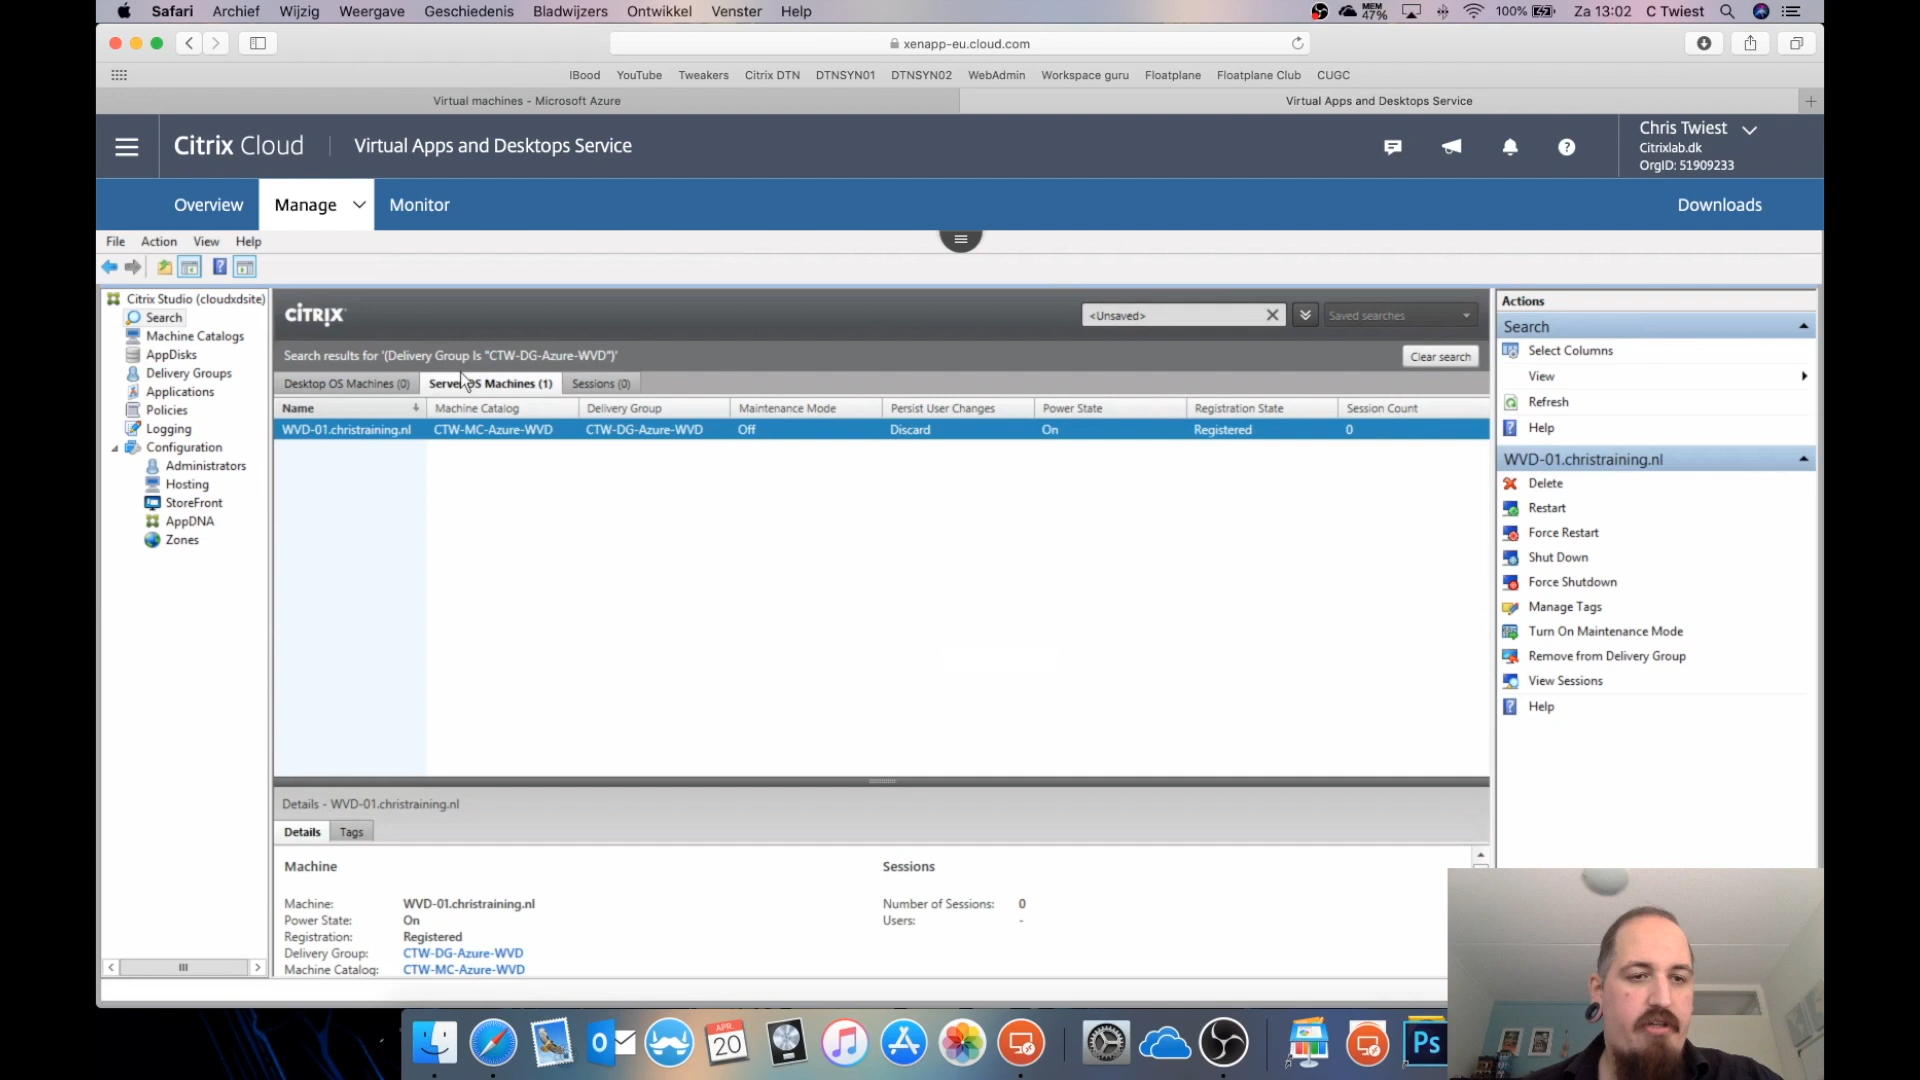 Safari Archief Wijzig Weergave Geschiedenis Bladwijzers Ontwikkel Venster Help MEM 47% 100% Za 13:02 C Twiest
xenapp-eu.cloud.com
IBood YouTube Tweakers Citrix DTN DTNSYN01 DTNSYN02 WebAdmin Workspace guru Floatplane Floatplane Club CUGC
Virtual machines - Microsoft Azure Virtual Apps and Desktops Service
Citrix Cloud Virtual Apps and Desktops Service
Chris Twiest
Citrixlab.dk
OrgID: 51909233
Overview Manage Monitor Downloads
File Action View Help
Citrix Studio (cloudxdsite)
Search
Machine Catalogs
AppDisks
Delivery Groups
Applications
Policies
Logging
Configuration
Administrators
Hosting
StoreFront
AppDNA
Zones
CITRIX
<Unsaved> Saved searches
Search results for '(Delivery Group Is "CTW-DG-Azure-WVD")' Clear search
Desktop OS Machines (0) Server OS Machines (1) Sessions (0)
Name Machine Catalog Delivery Group Maintenance Mode Persist User Changes Power State Registration State Session Count
WVD-01.christraining.nl CTW-MC-Azure-WVD CTW-DG-Azure-WVD Off Discard On Registered 0
Details - WVD-01.christraining.nl
Details Tags
Machine
Machine: WVD-01.christraining.nl
Power State: On
Registration: Registered
Delivery Group: CTW-DG-Azure-WVD
Machine Catalog: CTW-MC-Azure-WVD
Sessions
Number of Sessions: 0
Users: -
Actions
Search
Select Columns
View
Refresh
Help
WVD-01.christraining.nl
Delete
Restart
Force Restart
Shut Down
Force Shutdown
Manage Tags
Turn On Maintenance Mode
Remove from Delivery Group
View Sessions
Help
APR.
20
Ps